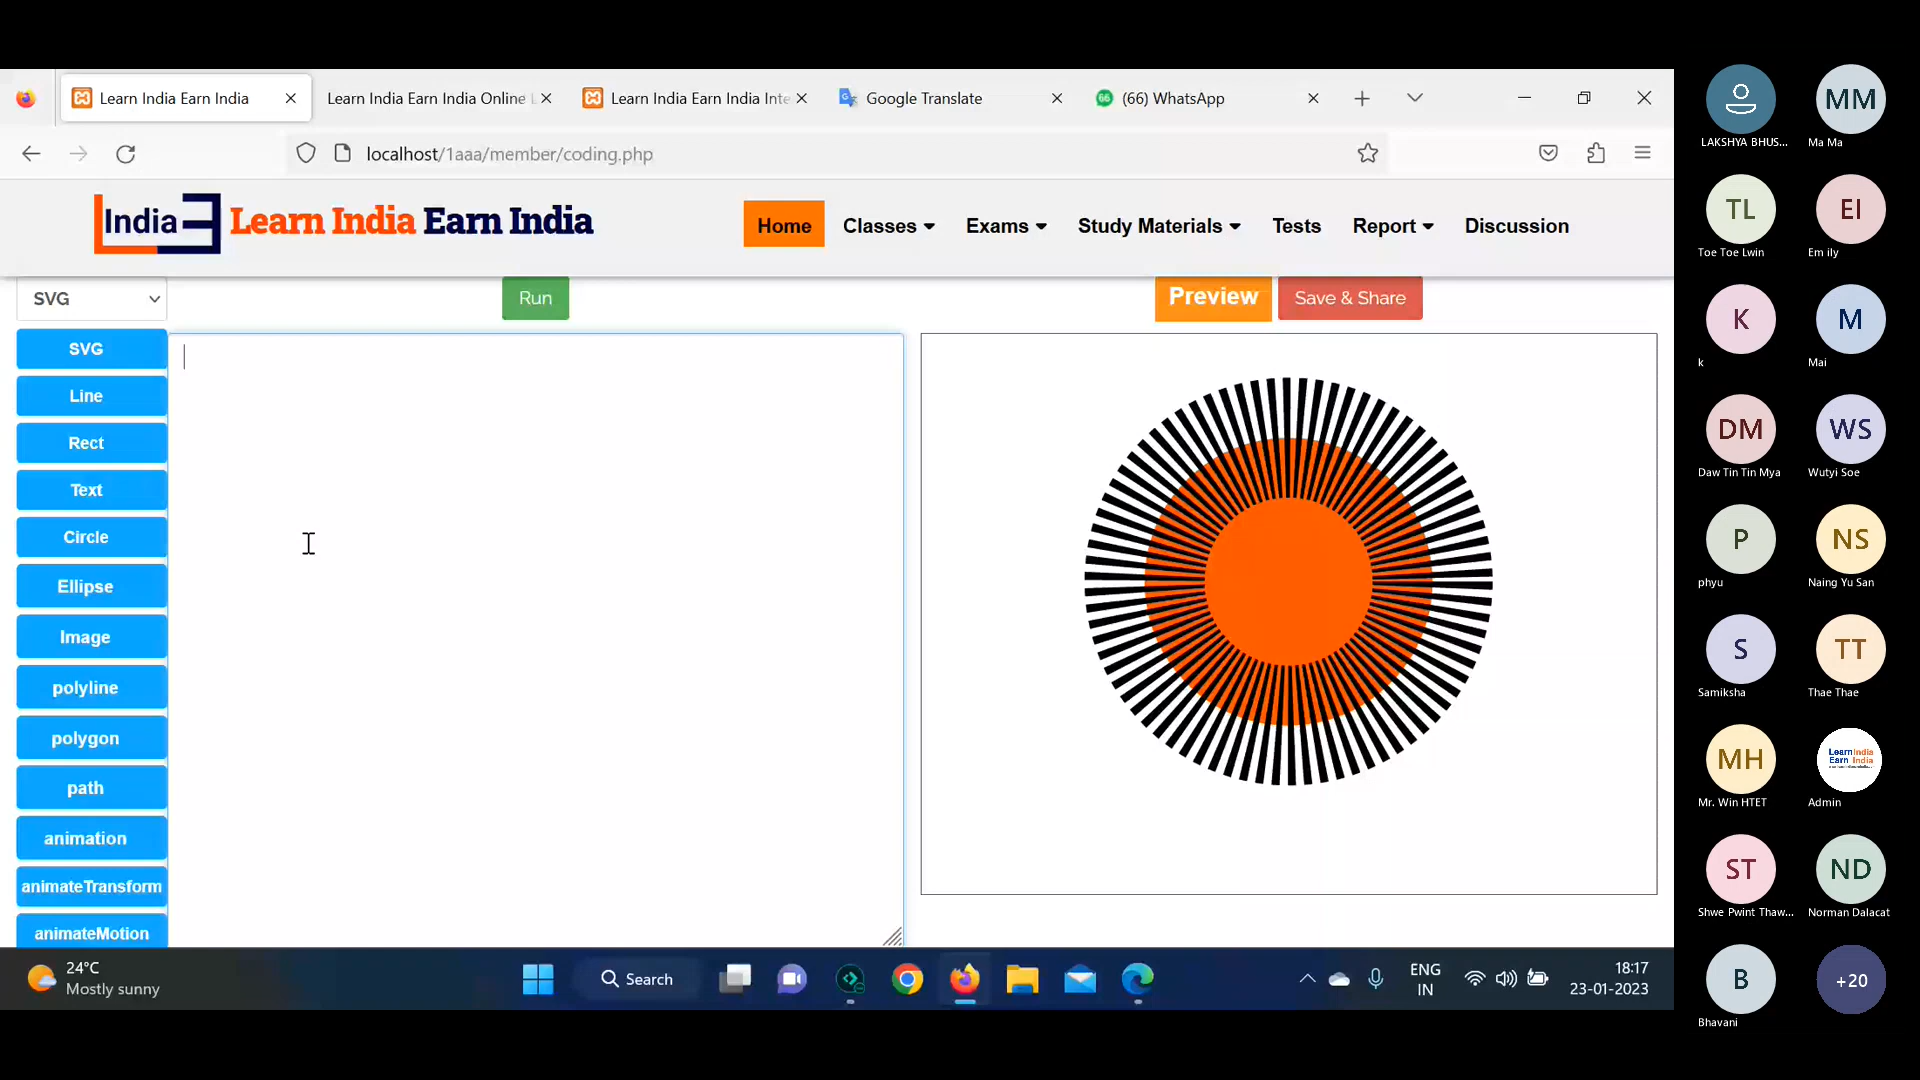 Learn India Earn India
Learn India Earn India Online
Learn India Earn India Inte
Google Translate
(66) WhatsApp
localhost/1aaa/member/coding.php
India
Learn India Earn India
Home
Classes
Exams
Study Materials
Tests
Report
Discussion
SVG
Run
Preview
Save & Share
SVG
Line
Rect
Text
Circle
Ellipse
Image
polyline
polygon
path
animation
animateTransform
animateMotion
24°C
Mostly sunny
Search
ENG
IN
18:17
23-01-2023
LAKSHYA BHUS...
MM
Ma Ma
TL
Toe Toe Lwin
EI
Em ily
K
k
M
Mai
DM
Daw Tin Tin Mya
WS
Wutyi Soe
P
phyu
NS
Naing Yu San
S
Samiksha
TT
Thae Thae
MH
Mr. Win HTET
Learn India
Earn India
Admin
ST
Shwe Pwint Thaw...
ND
Norman Dalacat
B
Bhavani
+20